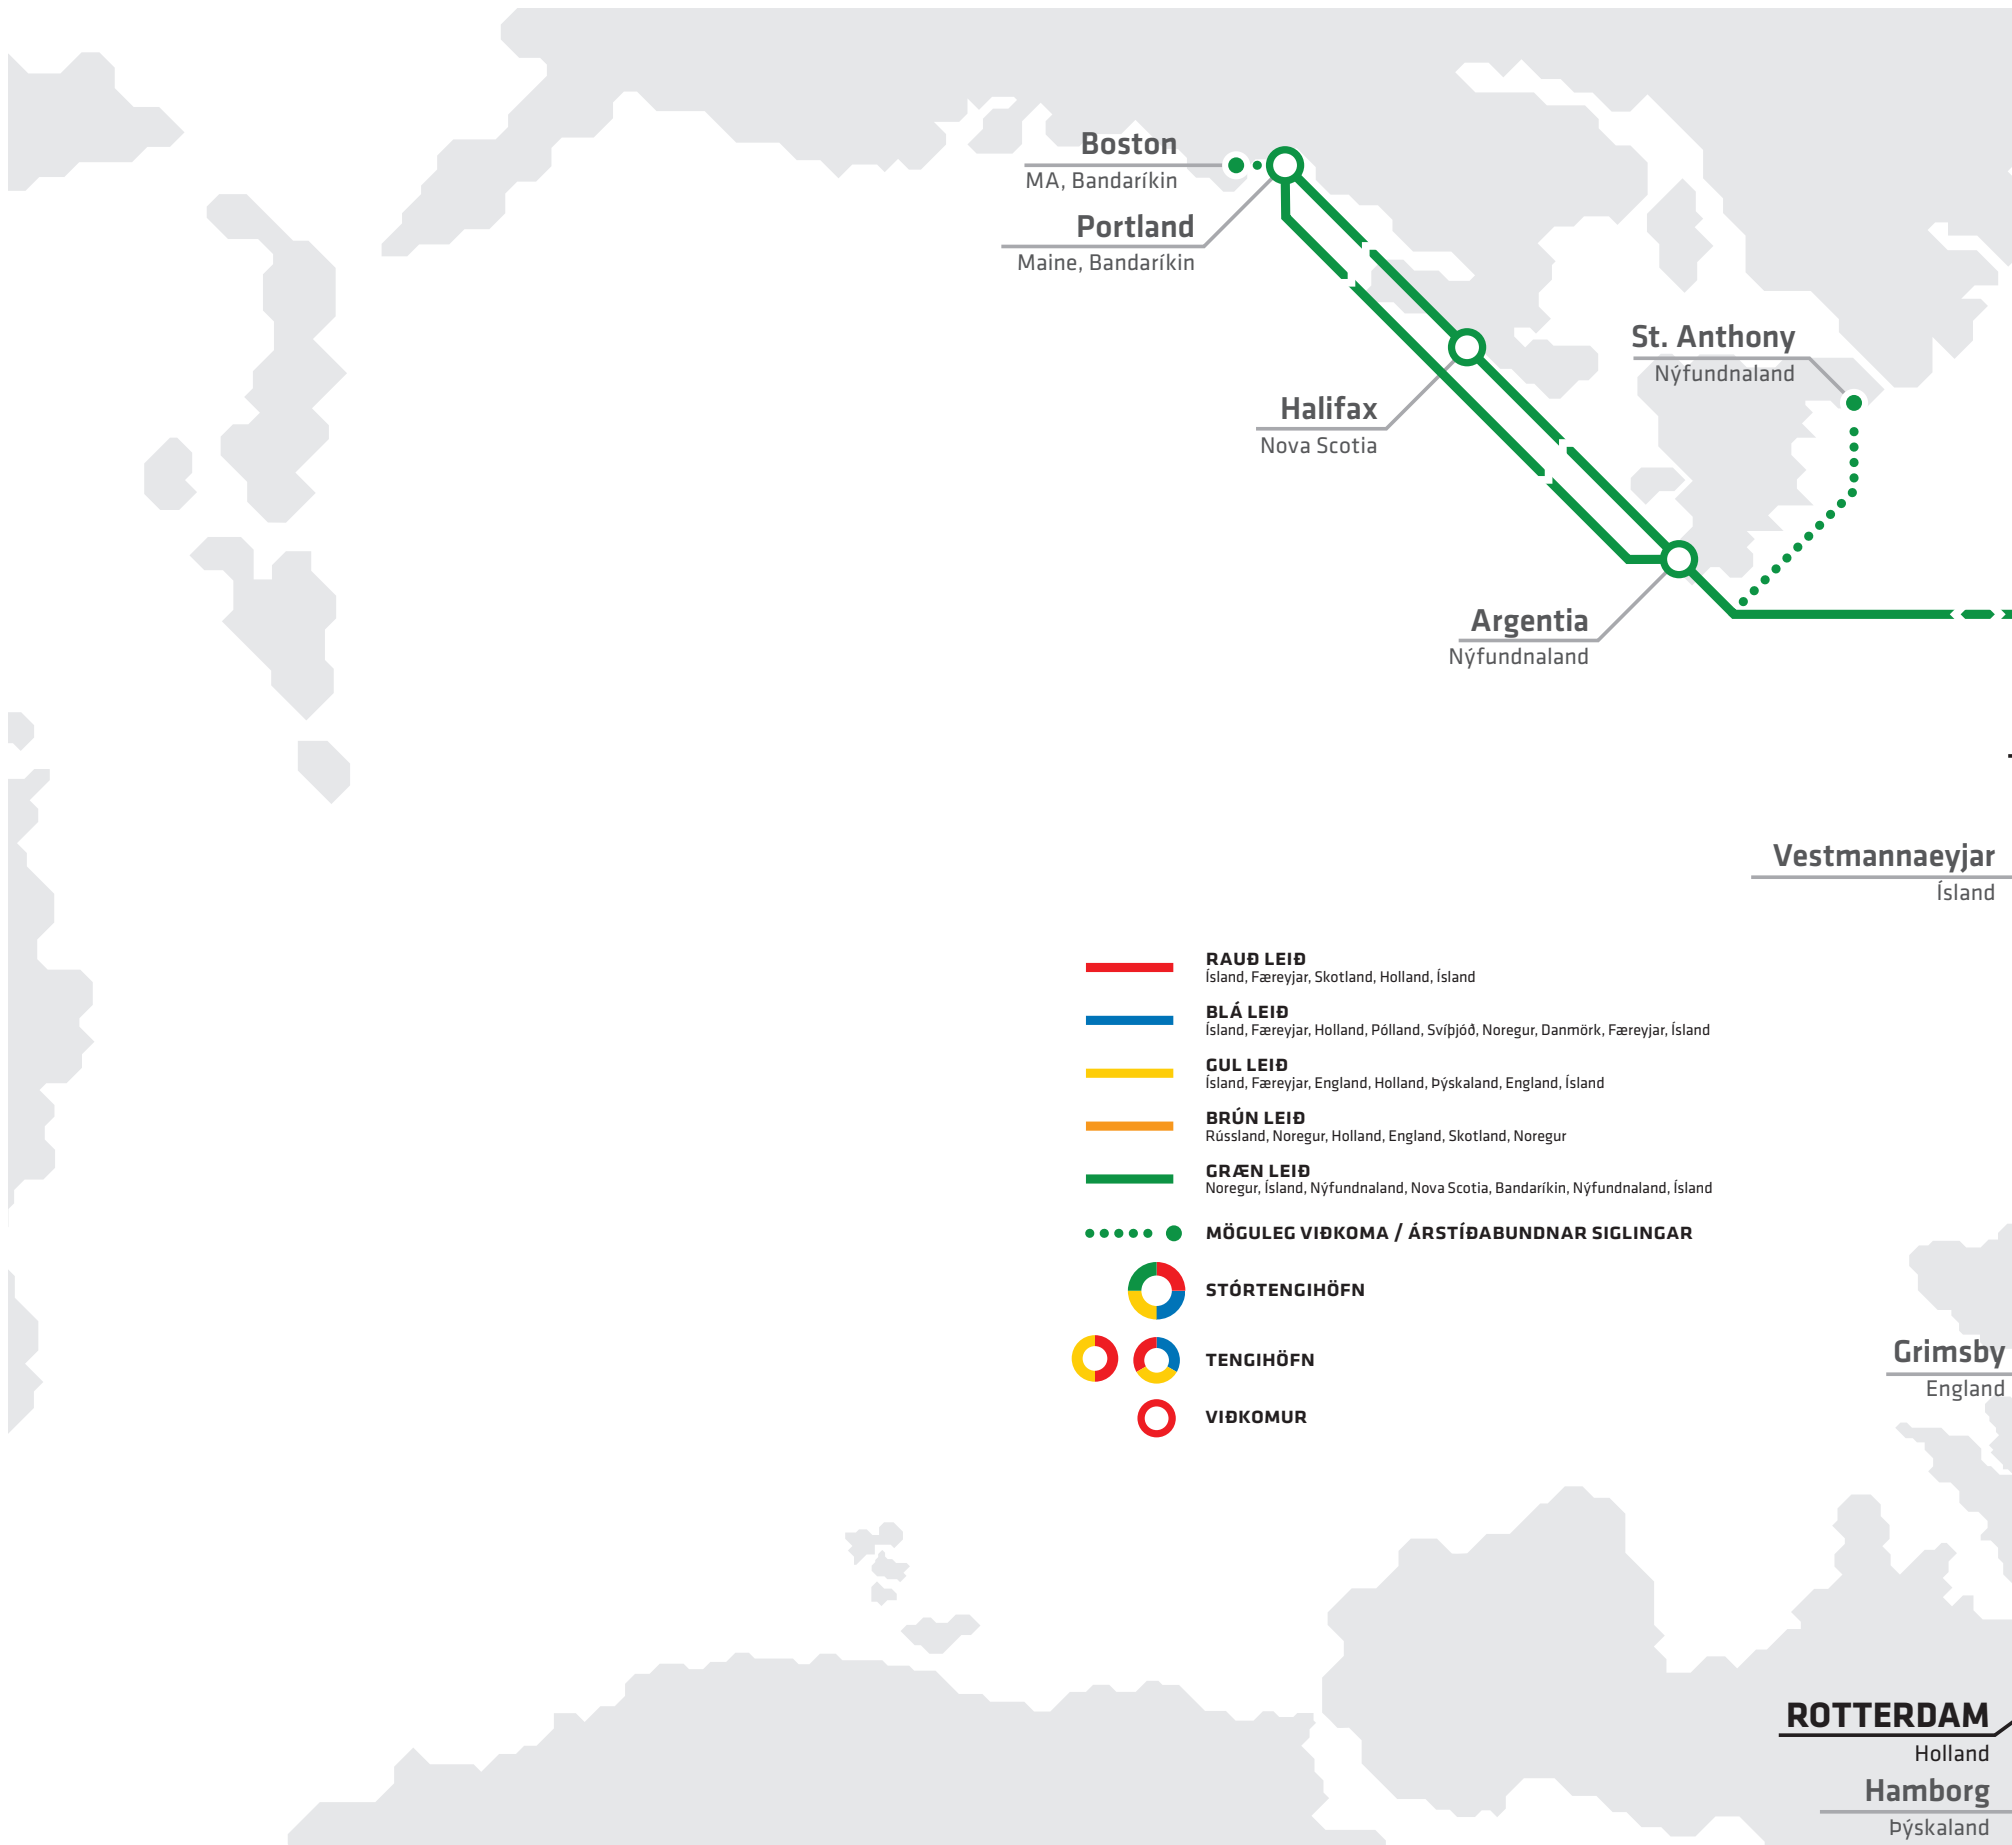 Boston
MA, Bandaríkin
Portland
Maine, Bandaríkin
St. Anthony
Nýfundnaland
Halifax
Nova Scotia
Argentia
Nýfundnaland
Vestmannaeyjar
Ísland
RAUÐ LEIÐ
Ísland, Færeyjar, Skotland, Holland, Ísland
BLÁ LEIÐ
Ísland, Færeyjar, Holland, Pólland, Svíþjóð, Noregur, Danmörk, Færeyjar, Ísland
GUL LEIÐ
Ísland, Færeyjar, England, Holland, Þýskaland, England, Ísland
BRÚN LEIÐ
Rússland, Noregur, Holland, England, Skotland, Noregur
GRÆN LEIÐ
Noregur, Ísland, Nýfundnaland, Nova Scotia, Bandaríkin, Nýfundnaland, Ísland
MÖGULEG VIÐKOMA / ÁRSTÍÐABUNDNAR SIGLINGAR
STÓRTENGIHÖFN
TENGIHÖFN
VIÐKOMUR
Grimsby
England
ROTTERDAM
Holland
Hamborg
Þýskaland